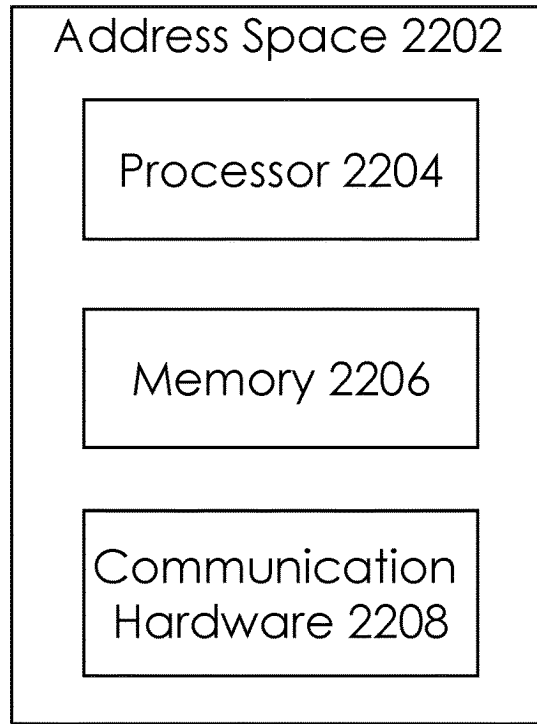 Address Space 2202
Processor 2204
Memory 2206
Communication
Hardware 2208